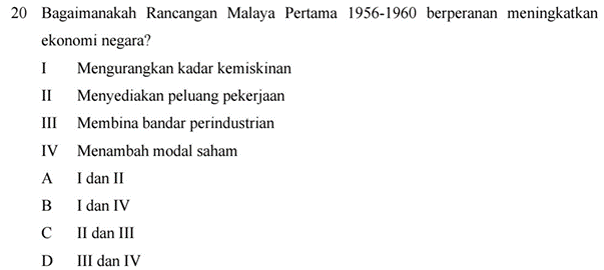 20 Bagaimanakah Rancangan Malaya Pertama 1956-1960 berperanan meningkatkan
ekonomi negara?
I Mengurangkan kadar kemiskinan
II Menyediakan peluang pekerjaan
III Membina bandar perindustrian
IV Menambah modal saham
A I dan II
B I dan IV
C II dan III
D III dan IV